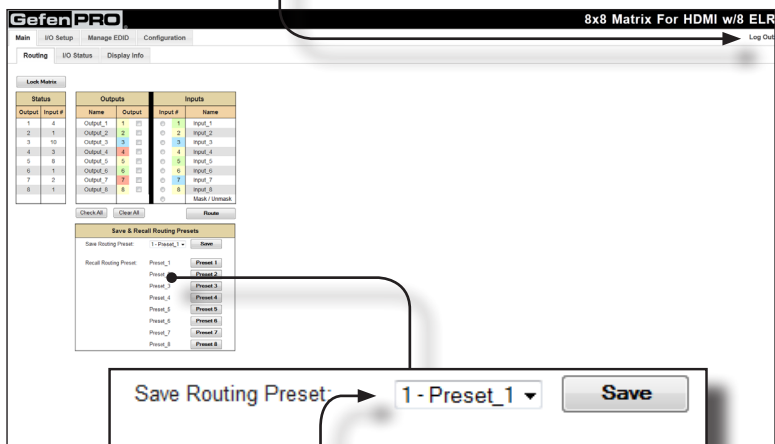 Gefen PRO 8x8 Matrix For HDMI w/8 ELR
Main I/O Setup Manage EDID Configuration Log Out
Routing I/O Status Display Info
Lock Matrix
Status Outputs Inputs
Output Input # Name Output Input # Name
1 4 Output_1 1 1 Input_1
2 1 Output_2 2 2 Input_2
3 10 Output_3 3 3 Input_3
4 3 Output_4 4 4 Input_4
5 8 Output_5 5 5 Input_5
6 1 Output_6 6 6 Input_6
7 2 Output_7 7 7 Input_7
8 1 Output_8 8 8 Input_8
Mask / Unmask
Check All Clear All Route
Save & Recall Routing Presets
Save Routing Preset: 1 - Preset_1 Save
Recall Routing Preset: Preset_1 Preset 1
Preset 2
Preset_3 Preset 3
Preset_4 Preset 4
Preset_5 Preset 5
Preset_6 Preset 6
Preset_7 Preset 7
Preset_8 Preset 8
Save Routing Preset: 1 - Preset_1 Save